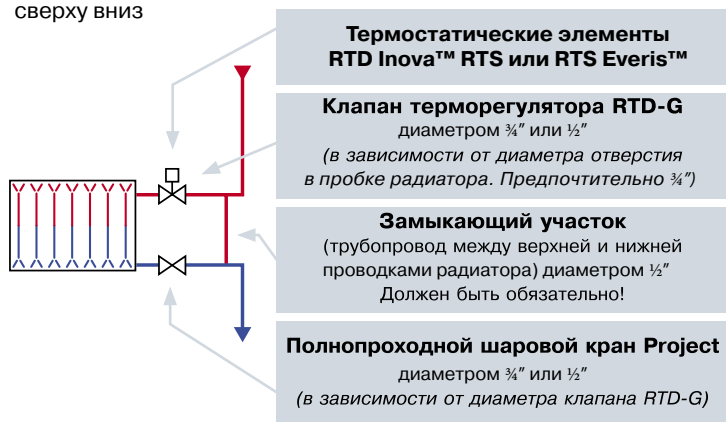 сверху вниз
Термостатические элементы
RTD Inova™ RTS или RTS Everis™
Клапан терморегулятора RTD-G
диаметром ¾″ или ½″
(в зависимости от диаметра отверстия
в пробке радиатора. Предпочтительно ¾″)
Замыкающий участок
(трубопровод между верхней и нижней
проводками радиатора) диаметром ½″
Должен быть обязательно!
Полнопроходной шаровой кран Project
диаметром ¾″ или ½″
(в зависимости от диаметра клапана RTD-G)